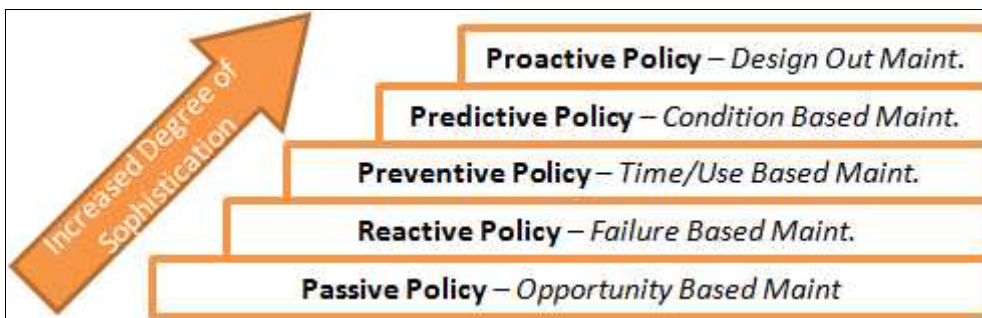 Increased Degree of
Sophistication
Proactive Policy – Design Out Maint.
Predictive Policy – Condition Based Maint.
Preventive Policy – Time/Use Based Maint.
Reactive Policy – Failure Based Maint.
Passive Policy – Opportunity Based Maint